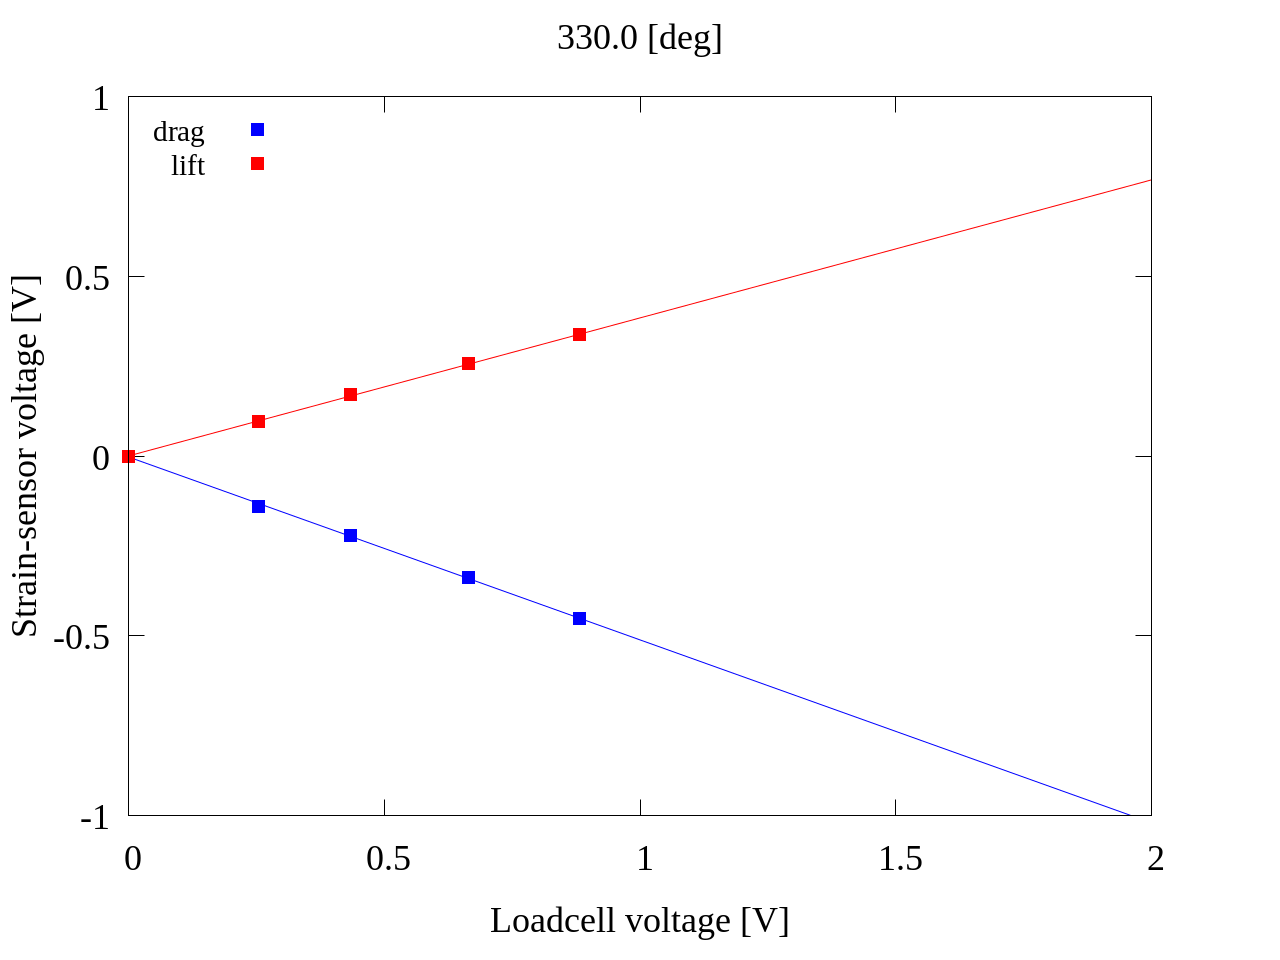 330.0 [deg]
drag
lift
1
0.5
0
-0.5
-1
Strain-sensor voltage [V]
0 0.5 1 1.5 2
Loadcell voltage [V]